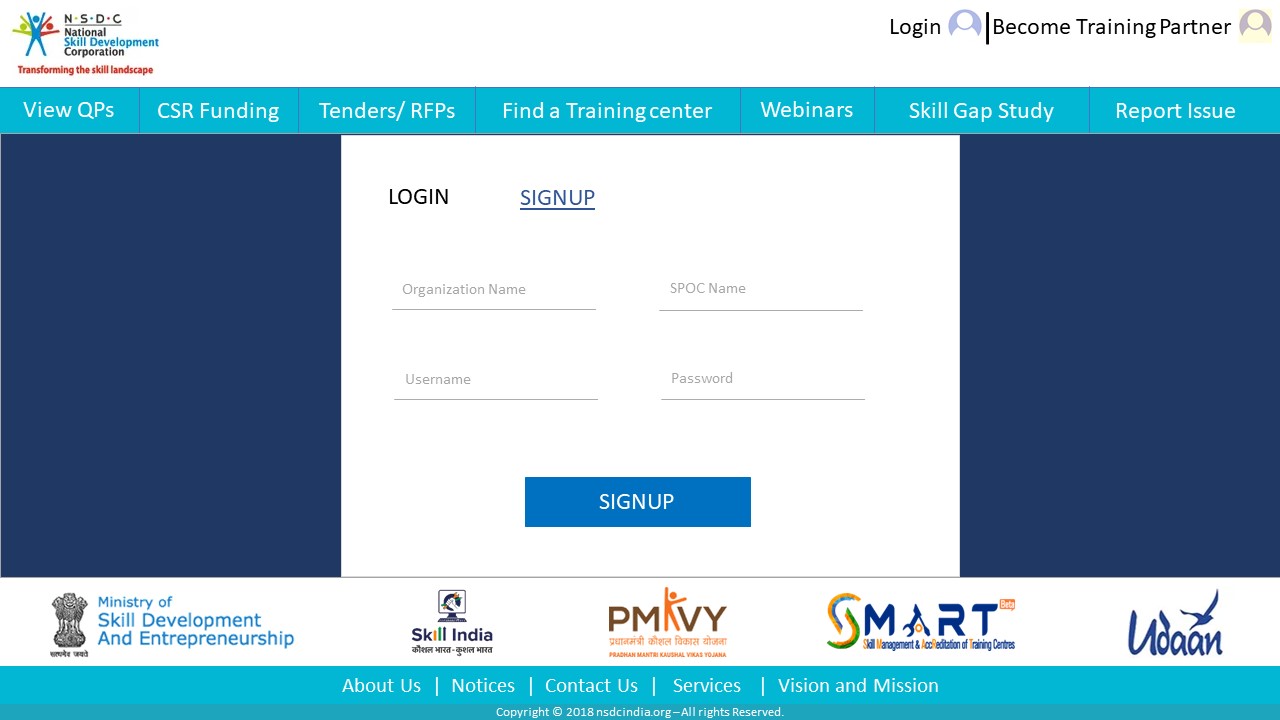 N·S·D·C
National
Skill Development
Corporation
Transforming the skill landscape
Login
Become Training Partner
View QPs
CSR Funding
Tenders/ RFPs
Find a Training center
Webinars
Skill Gap Study
Report Issue
LOGIN
SIGNUP
Organization Name
SPOC Name
Username
Password
SIGNUP
सत्यमेव जयते
Ministry of
Skill Development
And Entrepreneurship
Skill India
कौशल भारत-कुशल भारत
PMKVY
प्रधानमंत्री कौशल विकास योजना
PRADHAN MANTRI KAUSHAL VIKAS YOJANA
SMART Beta
Skill Management & Accreditation of Training Centres
Udaan
About Us | Notices | Contact Us | Services | Vision and Mission
Copyright © 2018 nsdcindia.org – All rights Reserved.